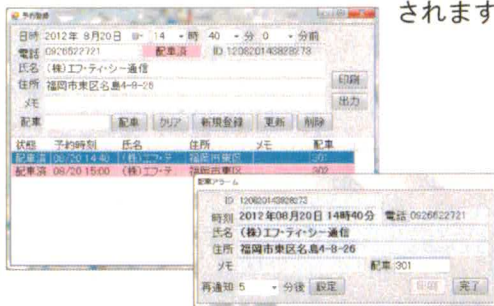 されます
予約登録
日時 2012年 8月20日 14 時 40 分 0 分前
電話 0926622721 配車済 ID 120820143828273
氏名 (株)エフ・ティ・シー通信
住所 福岡市東区名島4-8-26 印刷
メモ 出力
配車 配車 クリア 新規登録 更新 削除
状態 予約時刻 氏名 住所 メモ 配車
配車済 08/20 14:40 (株)エフ・テ 福岡市東区 301
配車済 08/20 15:00 (株)エフ・テ 福岡市東区 302
配車アラーム
ID 120820143828273
時刻 2012年08月20日 14時40分 電話 0926622721
氏名 (株)エフ・ティ・シー通信
住所 福岡市東区名島4-8-26
メモ 配車 301
再通知 5 分後 設定 印刷 完了